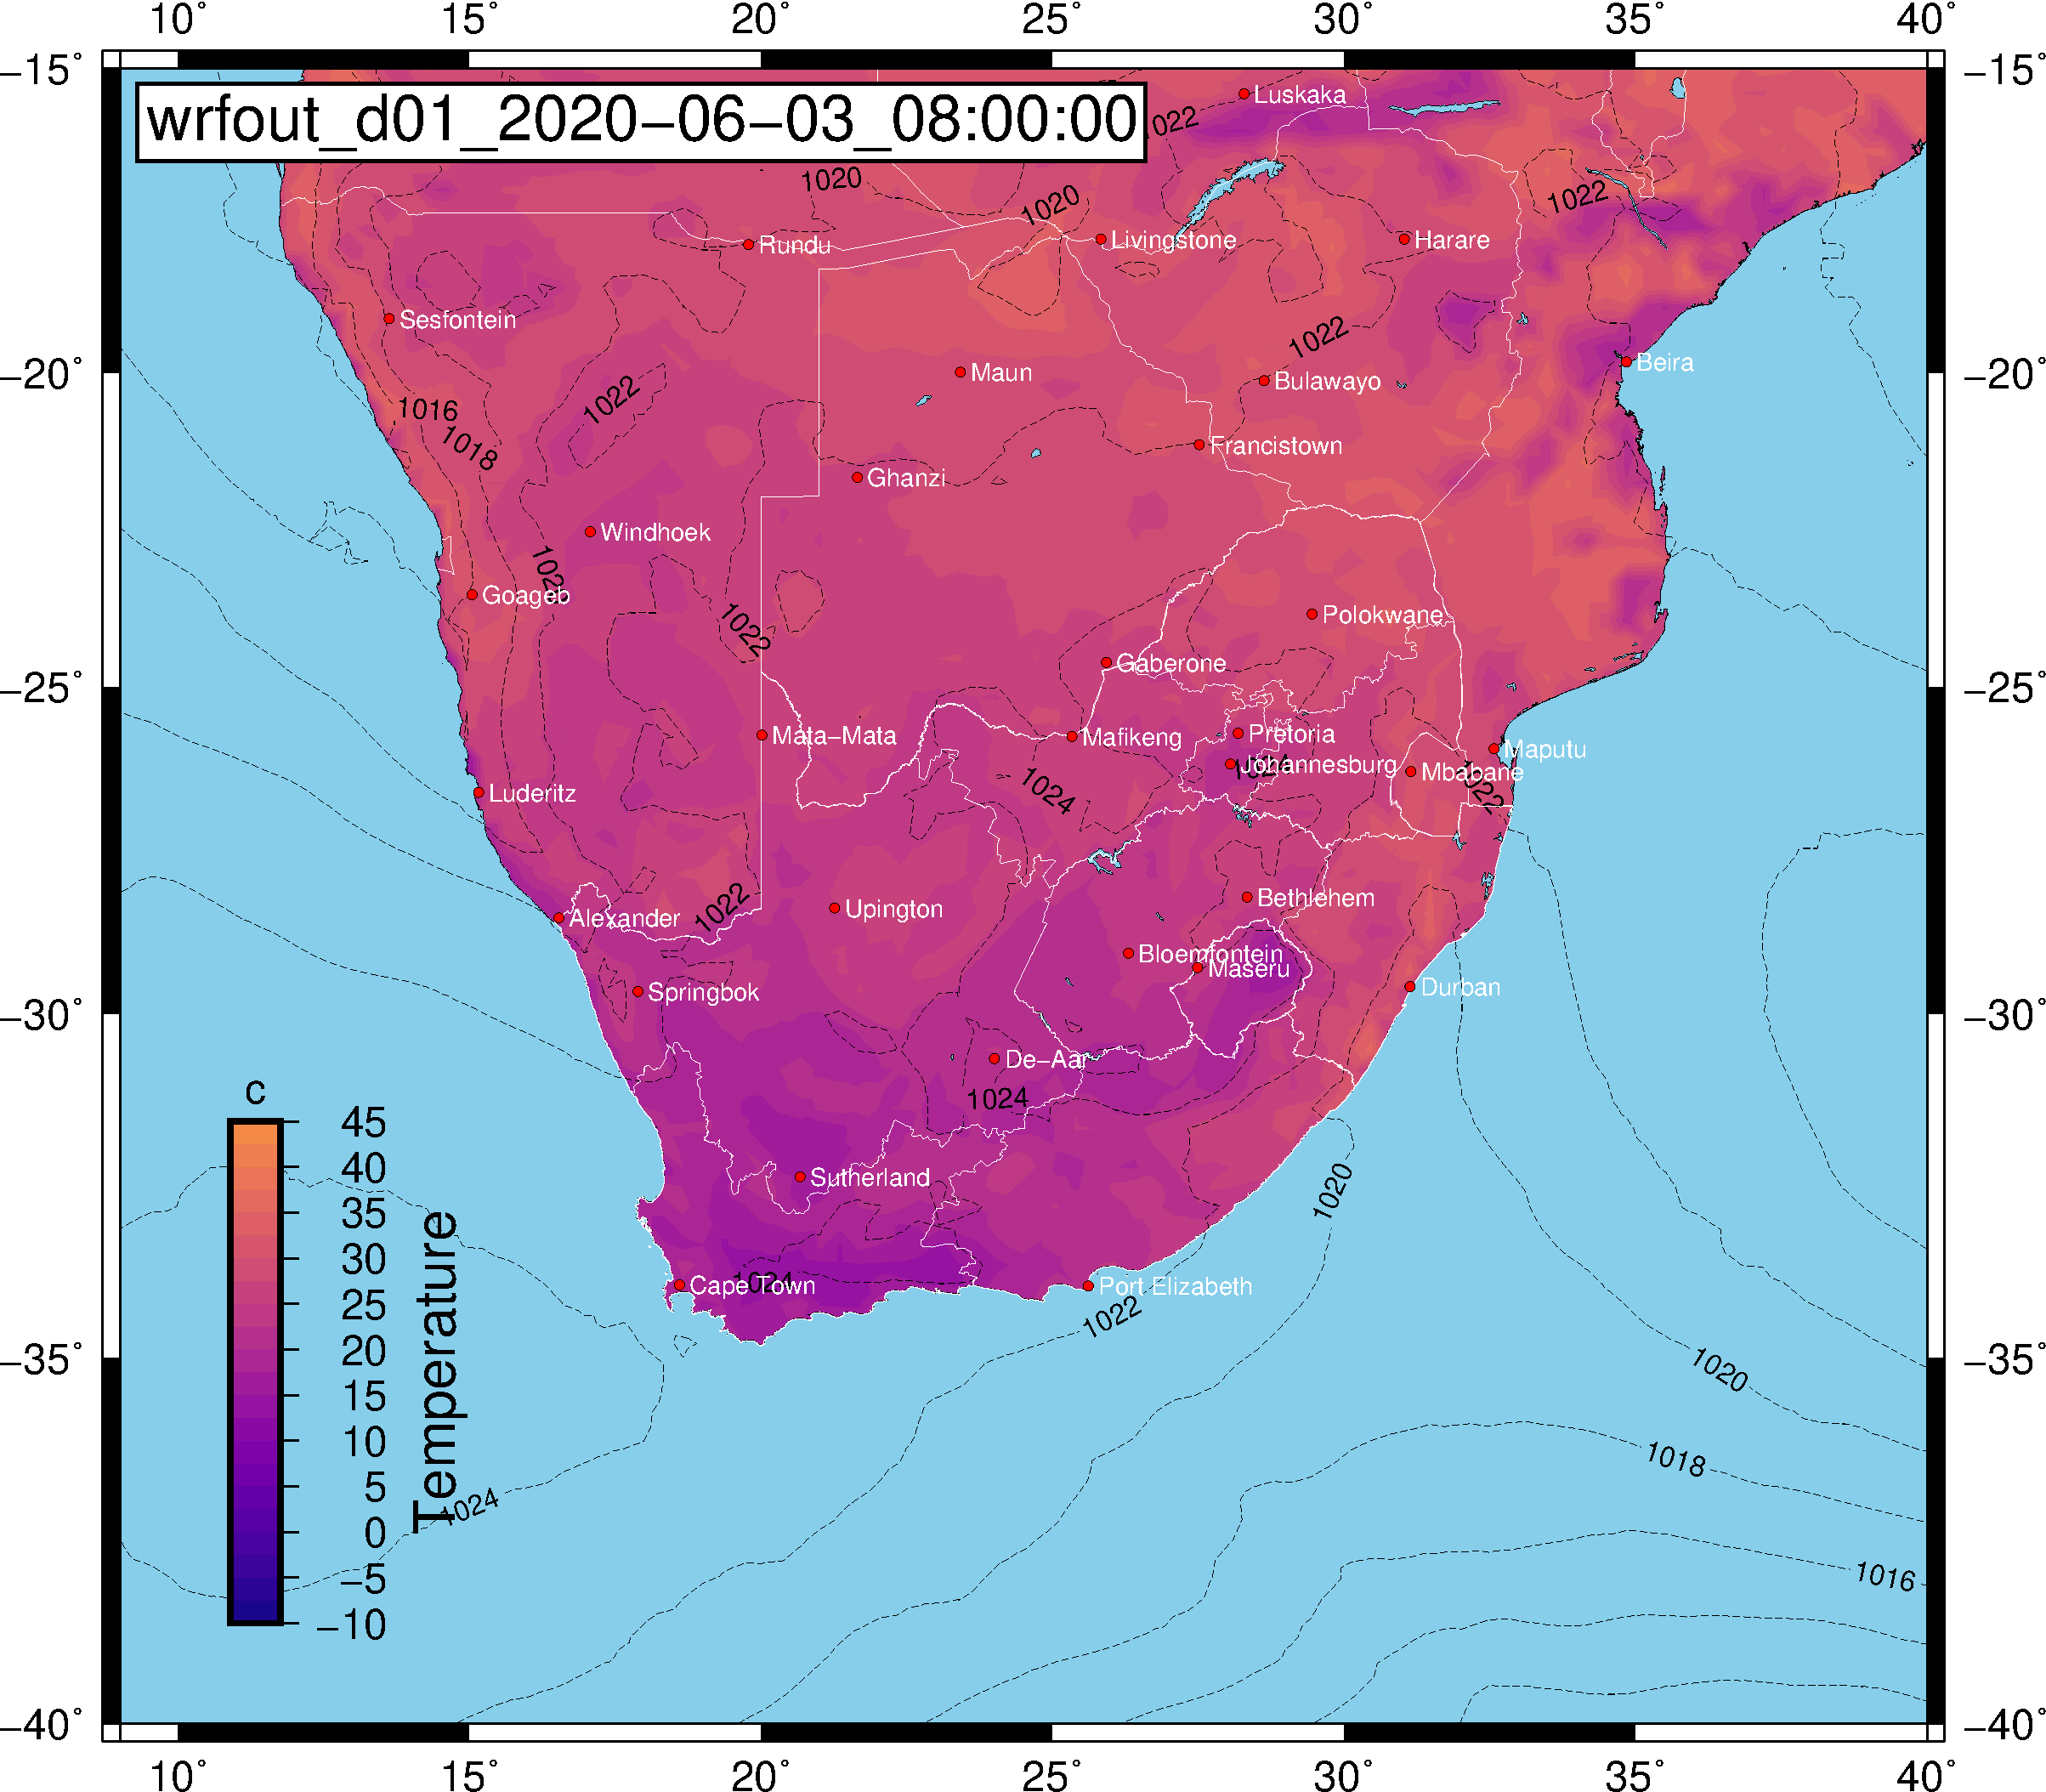 10° 15° 20° 25° 30° 35° 40°
−15° −15°
wrfout_d01_2020−06−03_08:00:00
Luskaka
1022
1020
1020
1022
Rundu
Livingstone
Harare
Sesfontein
1022
Beira
−20° −20°
Maun
Bulawayo
1016
1022
1018
Francistown
Ghanzi
Windhoek
Goageb
Polokwane
1022
Gaberone
−25° −25°
Mata−Mata
Mafikeng
Pretoria
Maputu
Johannesburg
1024
Mbabane
1022
Luderitz
1024
Bethlehem
1022
Upington
Alexander
Bloemfontein
Maseru
Springbok
Durban
−30° −30°
De−Aar
1024
c
45
40
35
30
25
20
15
10
5
0
−5
−10
Temperature
Sutherland
1020
Cape Town
1024
Port Elizabeth
1022
−35° −35°
1020
1018
1024
1016
−40° −40°
10° 15° 20° 25° 30° 35° 40°